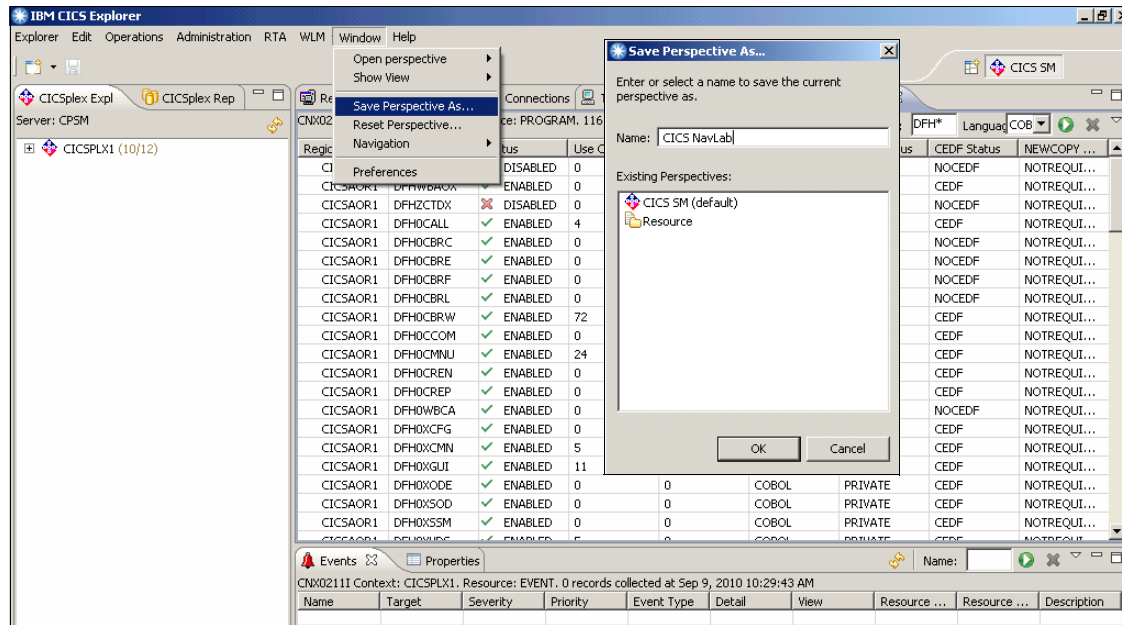 IBM CICS Explorer
Explorer Edit Operations Administration RTA WLM Window Help
CICS SM
Open perspective
Show View
Save Perspective As...
Reset Perspective...
Navigation
Preferences
Save Perspective As...
Enter or select a name to save the current
perspective as.
Name: CICS NavLab
Existing Perspectives:
CICS SM (default)
Resource
OK Cancel
CICSplex Expl CICSplex Rep
Server: CPSM
CICSPLX1 (10/12)
Connections
PROGRAM. 116
DFH* COB
Use CEDF Status NEWCOPY ...
DISABLED 0 NOCEDF NOTREQUI...
ENABLED 0 CEDF NOTREQUI...
CICSAOR1 DFHZCTDX DISABLED 0 NOCEDF NOTREQUI...
CICSAOR1 DFH0CALL ENABLED 4 CEDF NOTREQUI...
CICSAOR1 DFH0CBRC ENABLED 0 NOCEDF NOTREQUI...
CICSAOR1 DFH0CBRE ENABLED 0 NOCEDF NOTREQUI...
CICSAOR1 DFH0CBRF ENABLED 0 NOCEDF NOTREQUI...
CICSAOR1 DFH0CBRL ENABLED 0 NOCEDF NOTREQUI...
CICSAOR1 DFH0CBRW ENABLED 72 CEDF NOTREQUI...
CICSAOR1 DFH0CCOM ENABLED 0 CEDF NOTREQUI...
CICSAOR1 DFH0CMNU ENABLED 24 CEDF NOTREQUI...
CICSAOR1 DFH0CREN ENABLED 0 CEDF NOTREQUI...
CICSAOR1 DFH0CREP ENABLED 0 CEDF NOTREQUI...
CICSAOR1 DFH0WBCA ENABLED 0 NOCEDF NOTREQUI...
CICSAOR1 DFH0XCFG ENABLED 0 CEDF NOTREQUI...
CICSAOR1 DFH0XCMN ENABLED 5 CEDF NOTREQUI...
CICSAOR1 DFH0XGUI ENABLED 11 CEDF NOTREQUI...
CICSAOR1 DFH0XODE ENABLED 0 0 COBOL PRIVATE CEDF NOTREQUI...
CICSAOR1 DFH0XSOD ENABLED 0 0 COBOL PRIVATE CEDF NOTREQUI...
CICSAOR1 DFH0XSSM ENABLED 0 0 COBOL PRIVATE CEDF NOTREQUI...
Events Properties Name:
CNX0211I Context: CICSPLX1. Resource: EVENT. 0 records collected at Sep 9, 2010 10:29:43 AM
Name Target Severity Priority Event Type Detail View Resource ... Resource ... Description